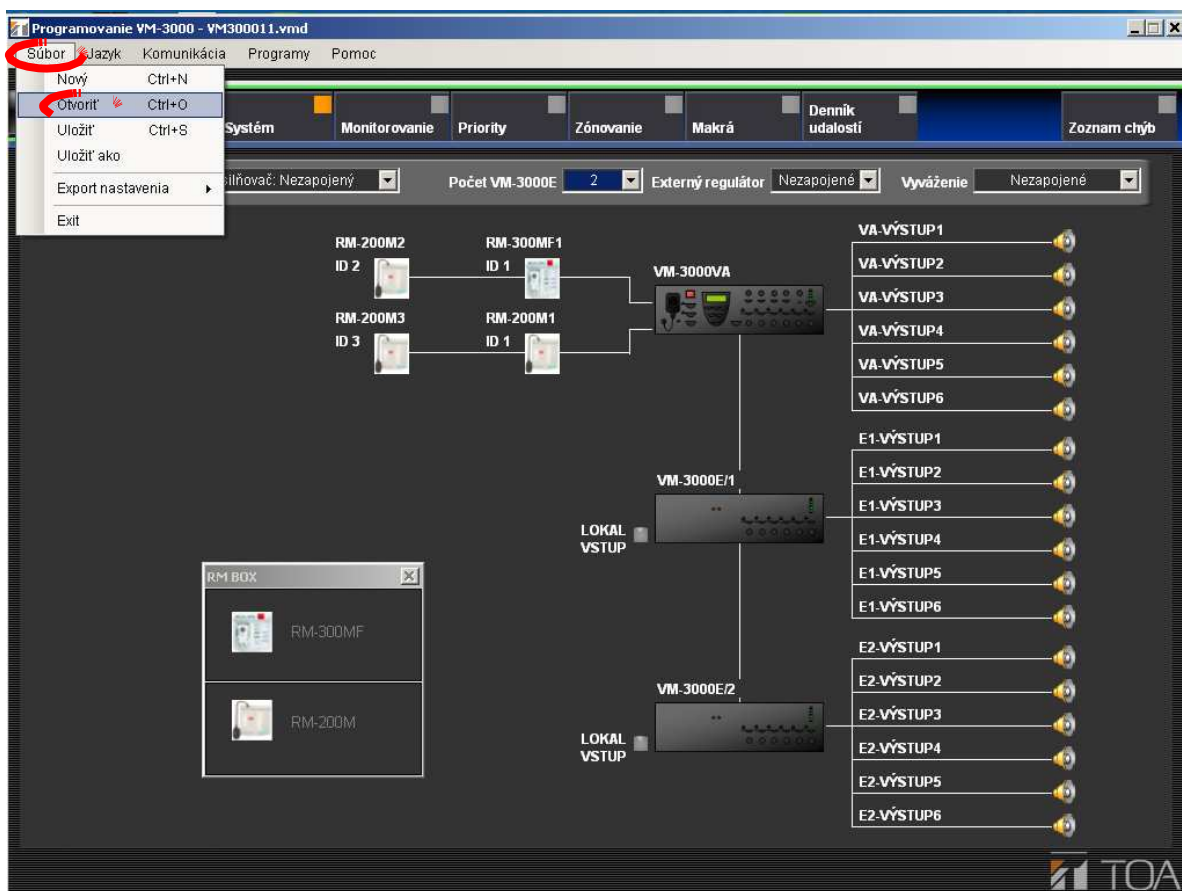 Programovanie VM-3000 - VM300011.vmd
Súbor Jazyk Komunikácia Programy Pomoc
Nový Ctrl+N
Otvoriť Ctrl+O
Uložiť Ctrl+S
Uložiť ako
Export nastavenia
Exit
Systém Monitorovanie Priority Zónovanie Makrá Denník
udalostí Zoznam chýb
silňovač: Nezapojený Počet VM-3000E 2 Externý regulátor Nezapojené Vyváženie Nezapojené
RM-200M2 RM-300MF1
ID 2 ID 1
VM-3000VA
RM-200M3 RM-200M1
ID 3 ID 1
VA-VÝSTUP1
VA-VÝSTUP2
VA-VÝSTUP3
VA-VÝSTUP4
VA-VÝSTUP5
VA-VÝSTUP6
VM-3000E/1
LOKAL
VSTUP
E1-VÝSTUP1
E1-VÝSTUP2
E1-VÝSTUP3
E1-VÝSTUP4
E1-VÝSTUP5
E1-VÝSTUP6
RM BOX
RM-300MF
RM-200M
VM-3000E/2
LOKAL
VSTUP
E2-VÝSTUP1
E2-VÝSTUP2
E2-VÝSTUP3
E2-VÝSTUP4
E2-VÝSTUP5
E2-VÝSTUP6
TOA